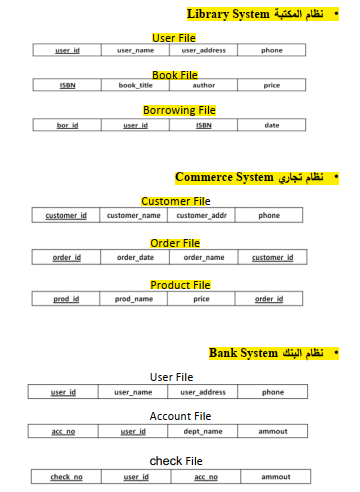 • نظام المكتبة Library System
User File
user_id user_name user_address phone
Book File
ISBN book_title author price
Borrowing File
bor_id user_id ISBN date
• نظام تجاري Commerce System
Customer File
customer_id customer_name customer_addr phone
Order File
order_id order_date order_name customer_id
Product File
prod_id prod_name price order_id
• نظام البنك Bank System
User File
user_id user_name user_address phone
Account File
acc_no user_id dept_name ammout
check File
check_no user_id acc_no ammout